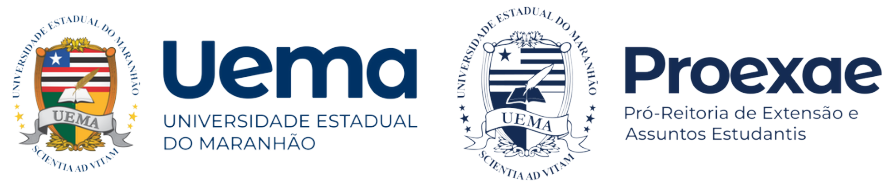 UNIVERSIDADE ESTADUAL DO MARANHÃO
UEMA
SCIENTIA AD VITAM
Uema
UNIVERSIDADE ESTADUAL
DO MARANHÃO
UNIVERSIDADE ESTADUAL DO MARANHÃO
UEMA
SCIENTIA AD VITAM
Proexae
Pró-Reitoria de Extensão e
Assuntos Estudantis